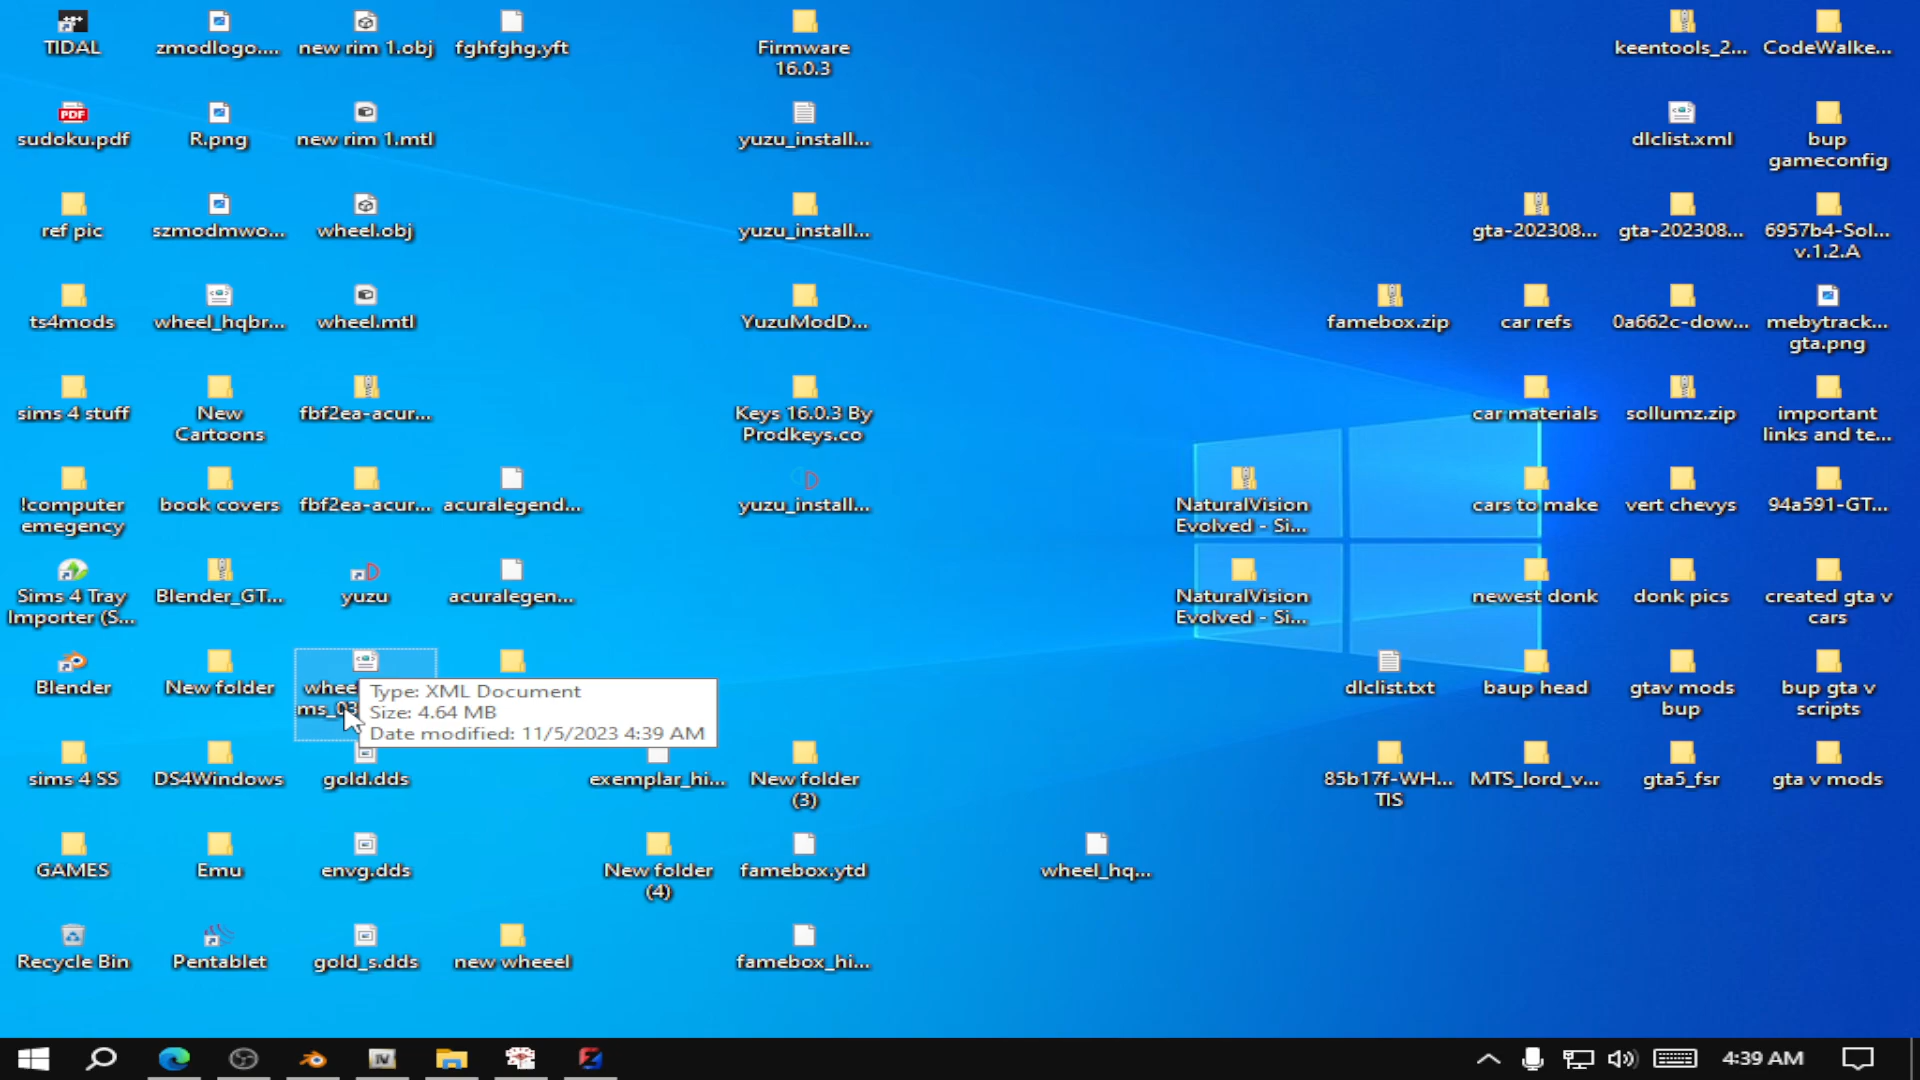 TIDAL
zmodlogo....
new rim 1.obj
fghfghg.yft
Firmware
16.0.3
keentools_2...
CodeWalke...
sudoku.pdf
R.png
new rim 1.mtl
yuzu_install...
dlclist.xml
bup
gameconfig
ref pic
szmodmwo...
wheel.obj
yuzu_install...
gta-202308...
gta-202308...
6957b4-Sol...
v.1.2.A
ts4mods
wheel_hqbr...
wheel.mtl
YuzuModD...
famebox.zip
car refs
0a662c-dow...
mebytrack...
gta.png
sims 4 stuff
New
Cartoons
fbf2ea-acur...
Keys 16.0.3 By
Prodkeys.co
car materials
sollumz.zip
important
links and te...
!computer
emegency
book covers
fbf2ea-acur...
acuralegend...
yuzu_install...
NaturalVision
Evolved - Si...
cars to make
vert chevys
94a591-GT...
Sims 4 Tray
Importer (S...
Blender_GT...
yuzu
acuralegen...
NaturalVision
Evolved - Si...
newest donk
donk pics
created gta v
cars
Blender
New folder
whee
ms_03
Type: XML Document
Size: 4.64 MB
Date modified: 11/5/2023 4:39 AM
dlclist.txt
baup head
gtav mods
bup
bup gta v
scripts
sims 4 SS
DS4Windows
gold.dds
exemplar_hi...
New folder
(3)
85b17f-WH...
TIS
MTS_lord_v...
gta5_fsr
gta v mods
GAMES
Emu
envg.dds
New folder
(4)
famebox.ytd
wheel_hq...
Recycle Bin
Pentablet
gold_s.dds
new wheeel
famebox_hi...
4:39 AM